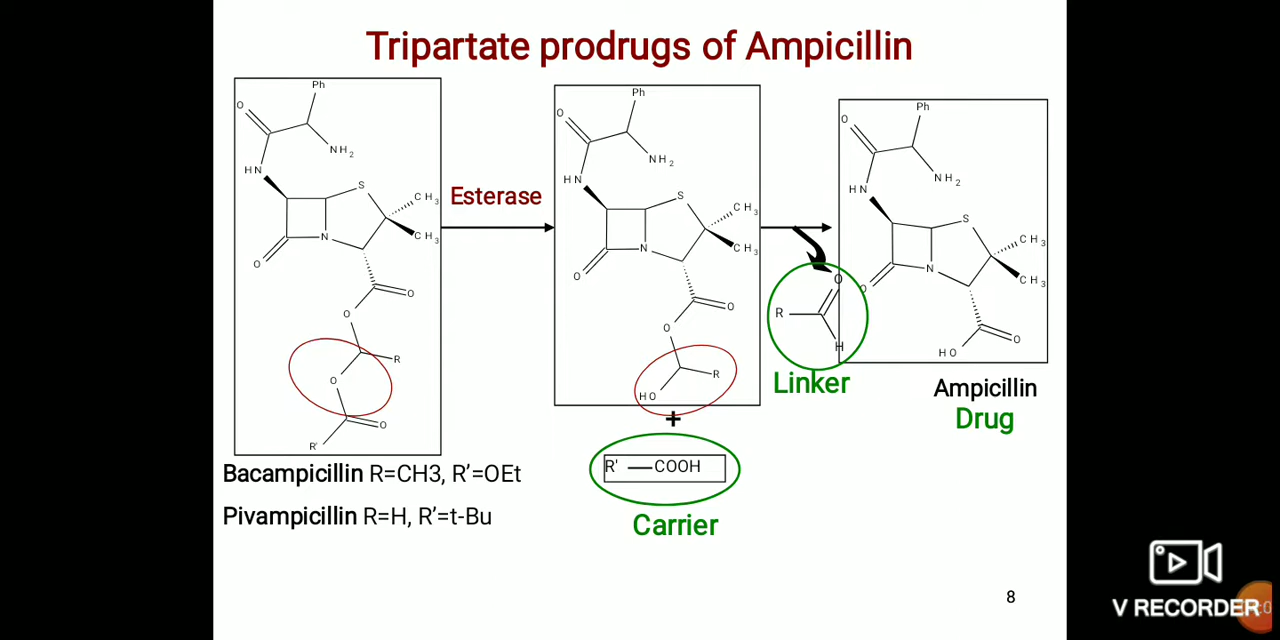 Tripartate prodrugs of Ampicillin
Ph
O
NH2
HN
S
CH3
CH3
N
O
O
O
R
O
O
R'
Esterase
Ph
O
NH2
HN
S
CH3
CH3
N
O
O
O
R
HO
+
R' —COOH
Carrier
O
R
H
Linker
Ph
O
NH2
HN
S
CH3
CH3
N
O
O
HO
Ampicillin
Drug
Bacampicillin R=CH3, R’=OEt
Pivampicillin R=H, R’=t-Bu
8
V RECORDER